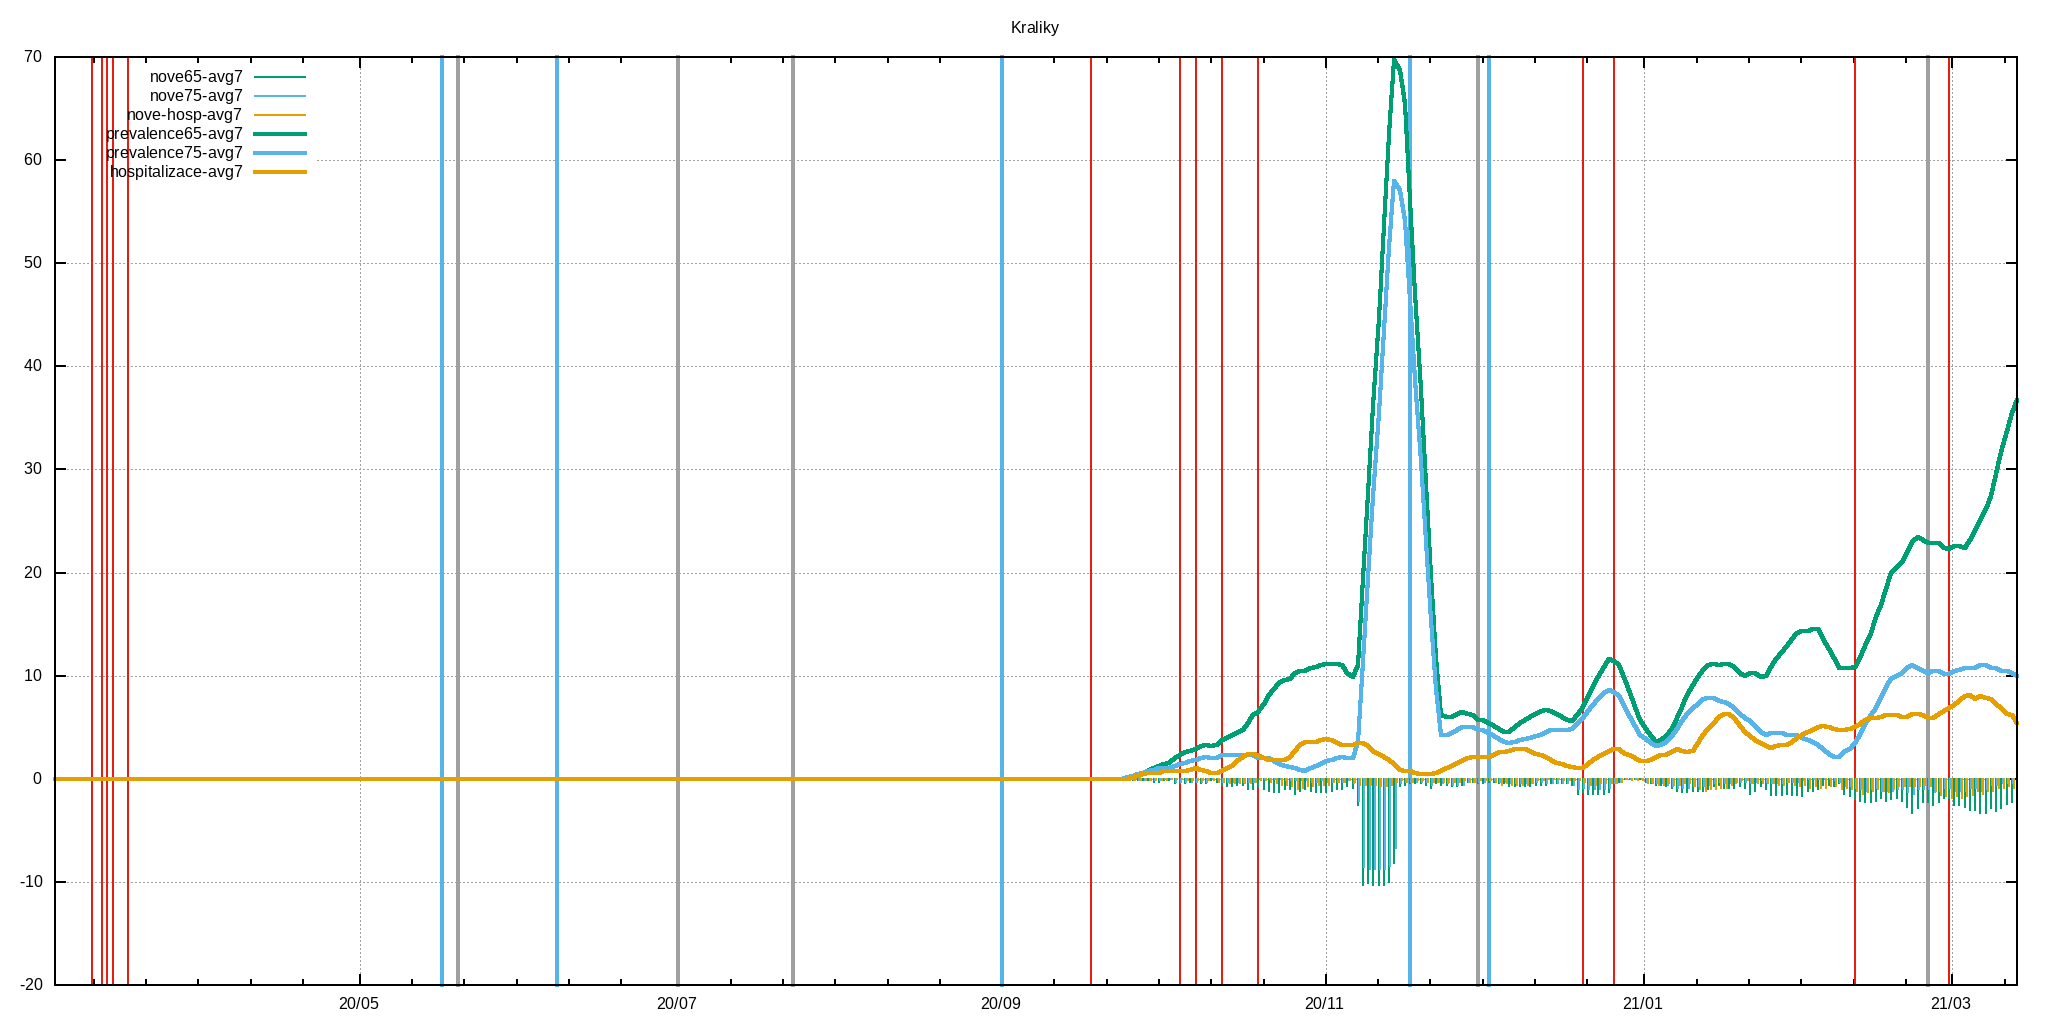 Kraliky
70
nove65-avg7
nove75-avg7
nove-hosp-avg7
prevalence65-avg7
prevalence75-avg7
hospitalizace-avg7
60
50
40
30
20
10
0
-10
-20
20/05 20/07 20/09 20/11 21/01 21/03